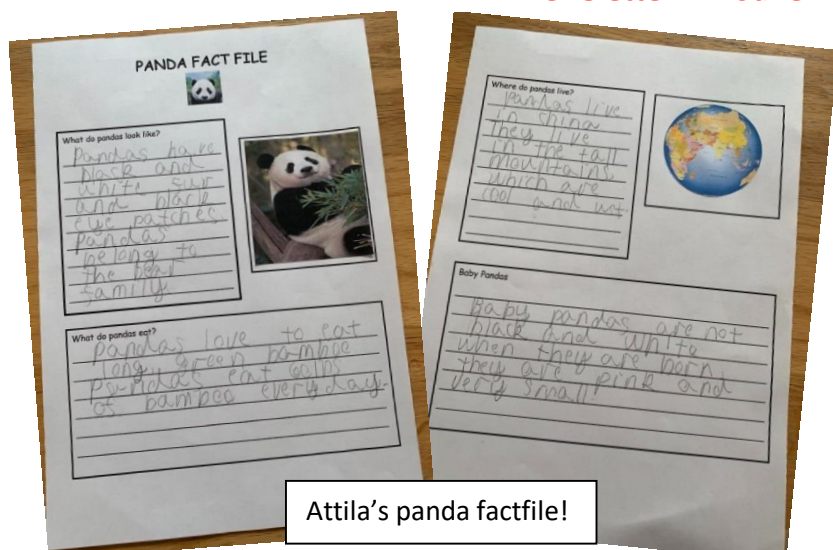 PANDA FACT FILE
What do pandas look like?
Pandas have
black and
white fur
and black
eye patches
Pandas
belong to
the bear
family.
What do pandas eat?
Pandas love to eat
long green bamboo
Pandas eat
of bamboo every day.
Where do pandas live?
pandas live
in China
they live
in the tall
mountains
which are
cool and wet.
Baby Pandas
Baby pandas are not
black and white
when they are born
they are pink and
very small.
Attila's panda factfile!